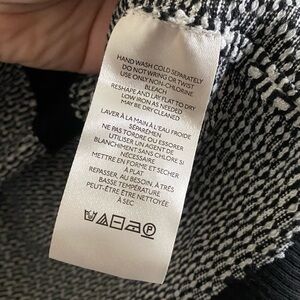 HAND WASH COLD SEPARATELY
DO NOT WRING OR TWIST
USE ONLY NON-CHLORINE
BLEACH
RESHAPE AND LAY FLAT TO DRY
LOW IRON AS NEEDED
MAY BE DRY CLEANED
LAVER À LA MAIN À L'EAU FROIDE
SÉPARÉMEN
NE PAS TORDRE OU ESSORER
UTILISER UN AGENT DE
BLANCHIMENT SANS CHLORE SI
NÉCESSAIRE
METTRE EN FORME ET SÉCHER
À PLAT
REPASSER, AU BESOIN, À TRÈS
BASSE TEMPÉRATURE
PEUT-ÊTRE ÊTRE NETTOYÉE
À SEC
P